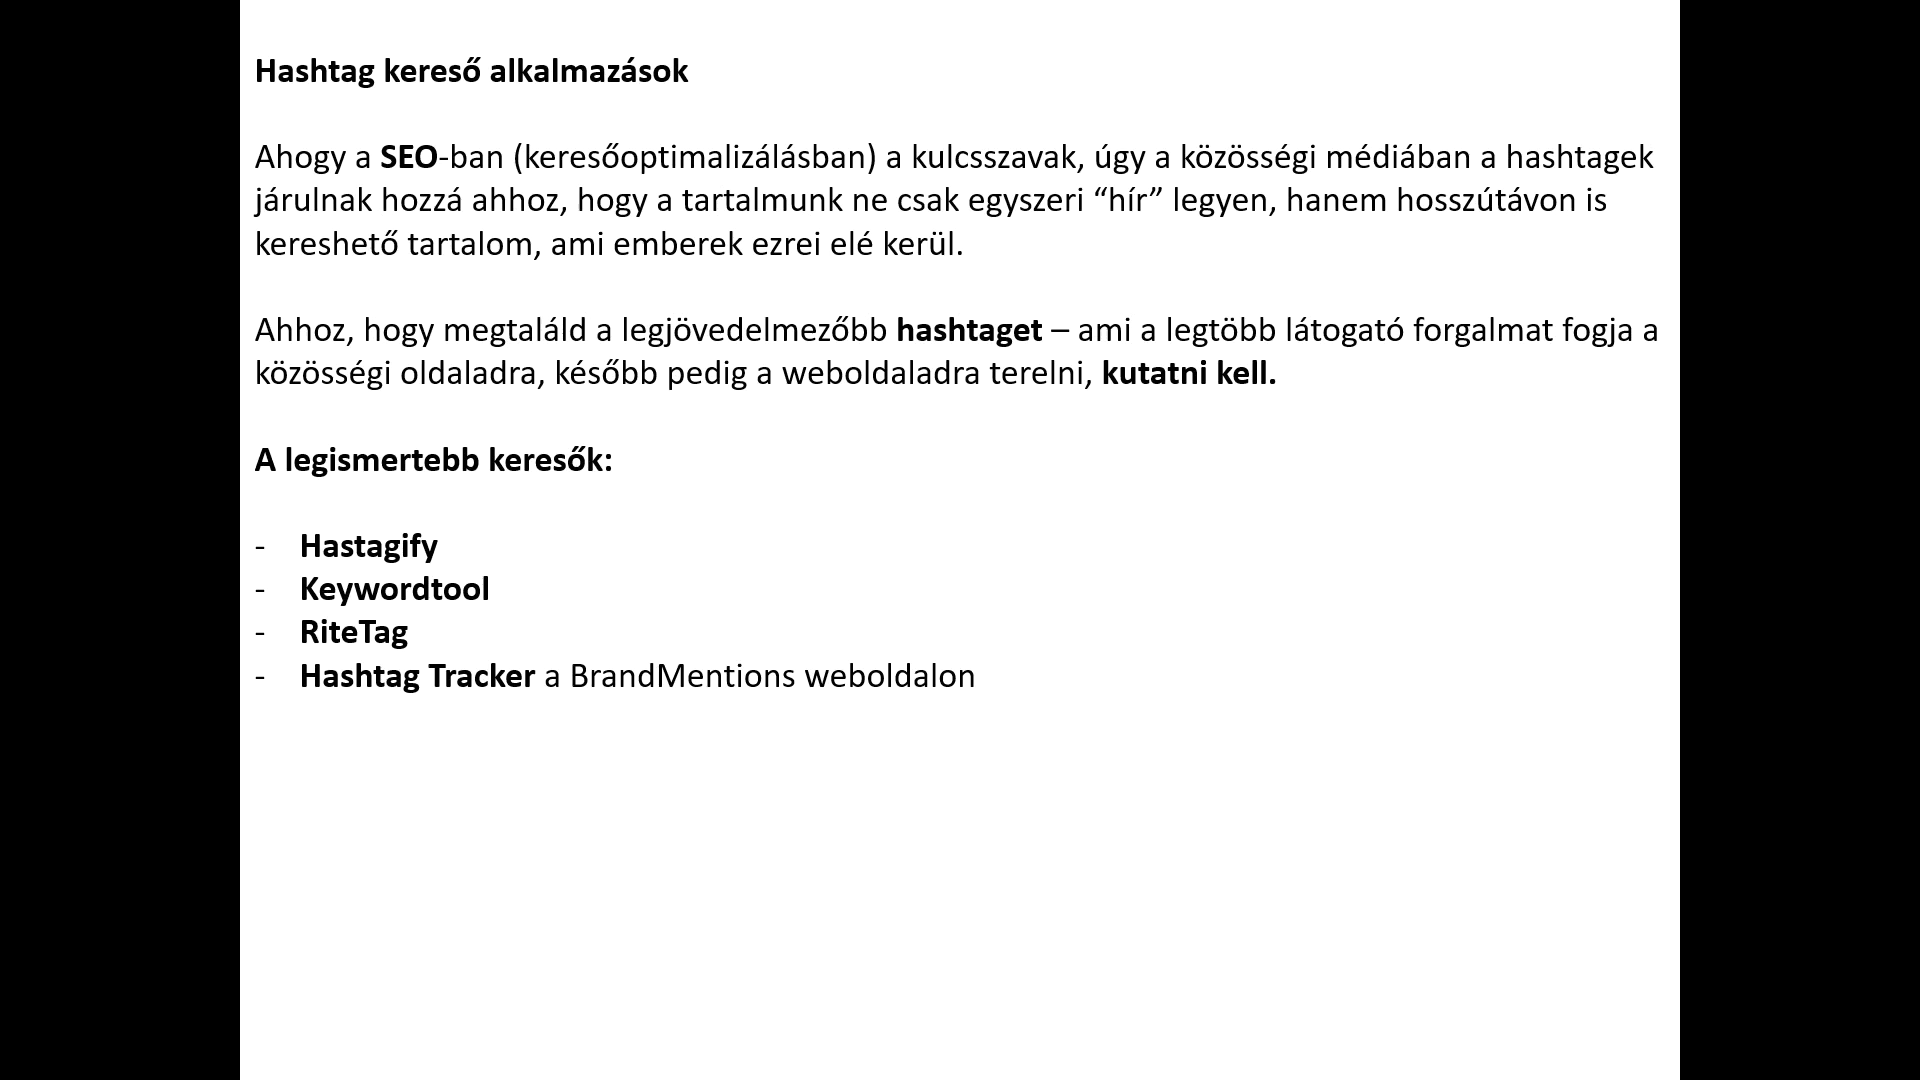 Hashtag kereső alkalmazások
Ahogy a SEO-ban (keresőoptimalizálásban) a kulcsszavak, úgy a közösségi médiában a hashtagek
járulnak hozzá ahhoz, hogy a tartalmunk ne csak egyszeri “hír” legyen, hanem hosszútávon is
kereshető tartalom, ami emberek ezrei elé kerül.
Ahhoz, hogy megtaláld a legjövedelmezőbb hashtaget – ami a legtöbb látogató forgalmat fogja a
közösségi oldaladra, később pedig a weboldaladra terelni, kutatni kell.
A legismertebb keresők:
- Hastagify
- Keywordtool
- RiteTag
- Hashtag Tracker a BrandMentions weboldalon